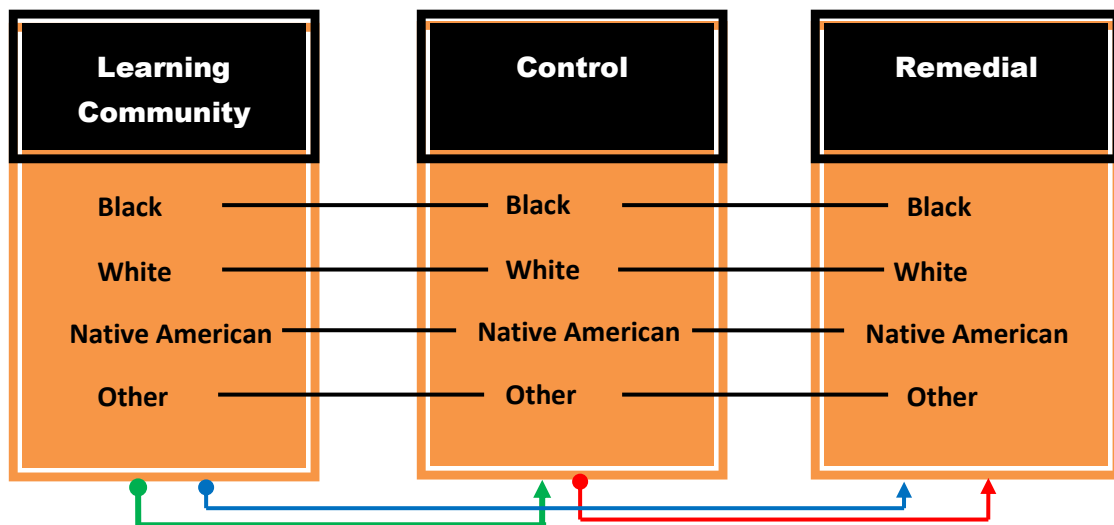 Learning
Community
Control
Remedial
Black
Black
Black
White
White
White
Native American
Native American
Native American
Other
Other
Other